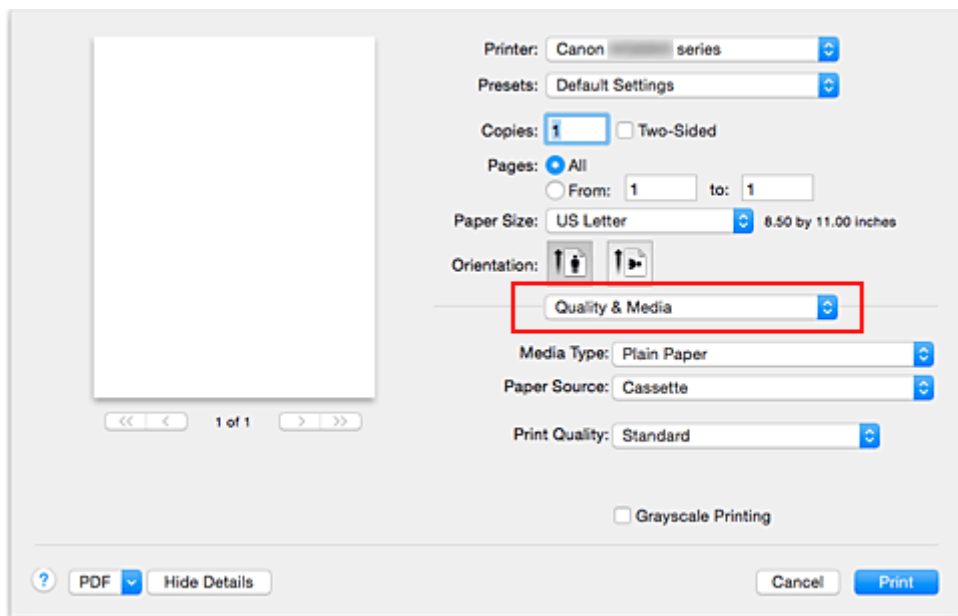 Printer: Canon series
Presets: Default Settings
Copies: 1 Two-Sided
Pages: All
From: 1 to: 1
Paper Size: US Letter 8.50 by 11.00 inches
Orientation:
Quality & Media
Media Type: Plain Paper
Paper Source: Cassette
<< < 1 of 1 > >>
Print Quality: Standard
Grayscale Printing
? PDF Hide Details Cancel Print